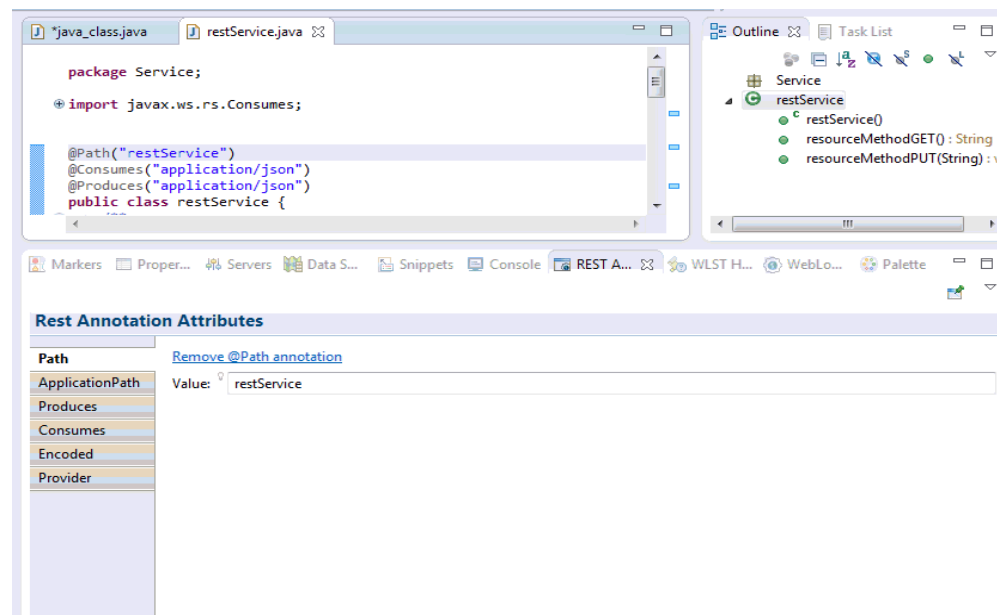 *java_class.java restService.java
package Service;
import javax.ws.rs.Consumes;
@Path("restService")
@Consumes("application/json")
@Produces("application/json")
public class restService {
Outline Task List
Service
restService
restService()
resourceMethodGET() : String
resourceMethodPUT(String) :
Markers Proper... Servers Data S... Snippets Console REST A... WLST H... WebLo... Palette
Rest Annotation Attributes
Path
Remove @Path annotation
ApplicationPath
Value: restService
Produces
Consumes
Encoded
Provider